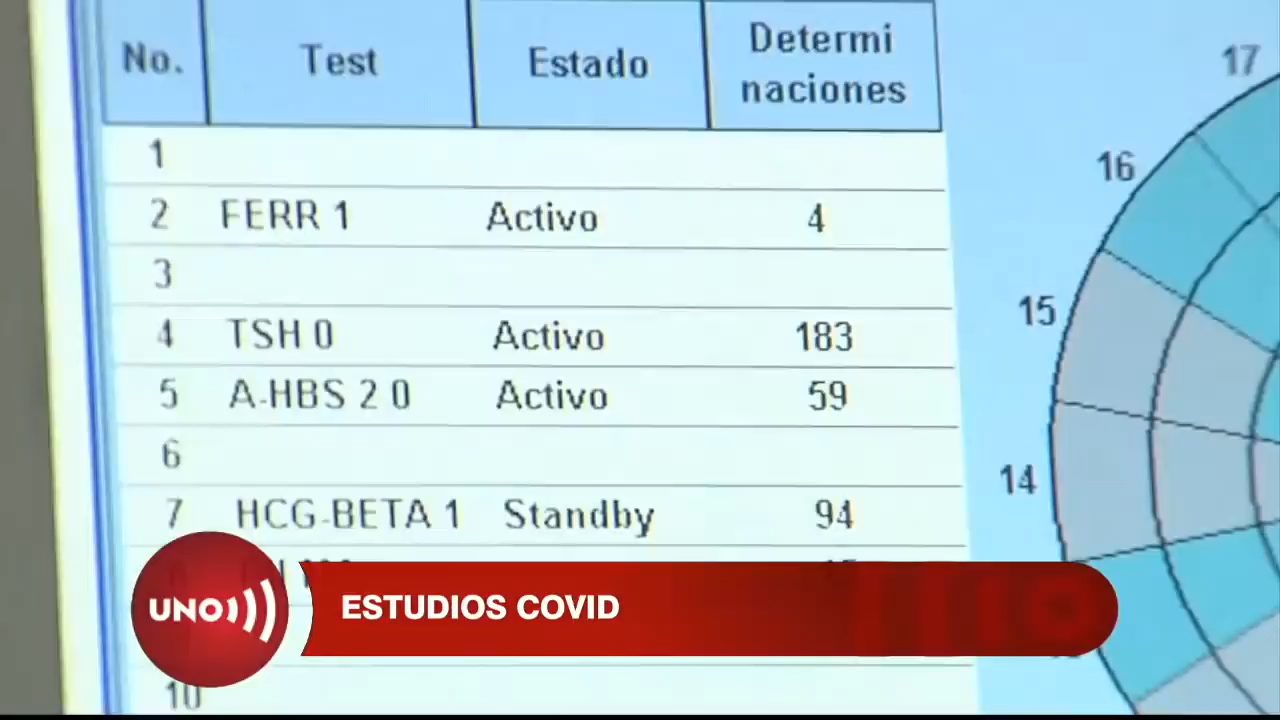 No. Test Estado Determi
naciones
17
1
16
2 FERR 1 Activo 4
3
15
4 TSH 0 Activo 183
5 A-HBS 2 0 Activo 59
6
14
7 HCG-BETA 1 Standby 94
UNO
ESTUDIOS COVID
10